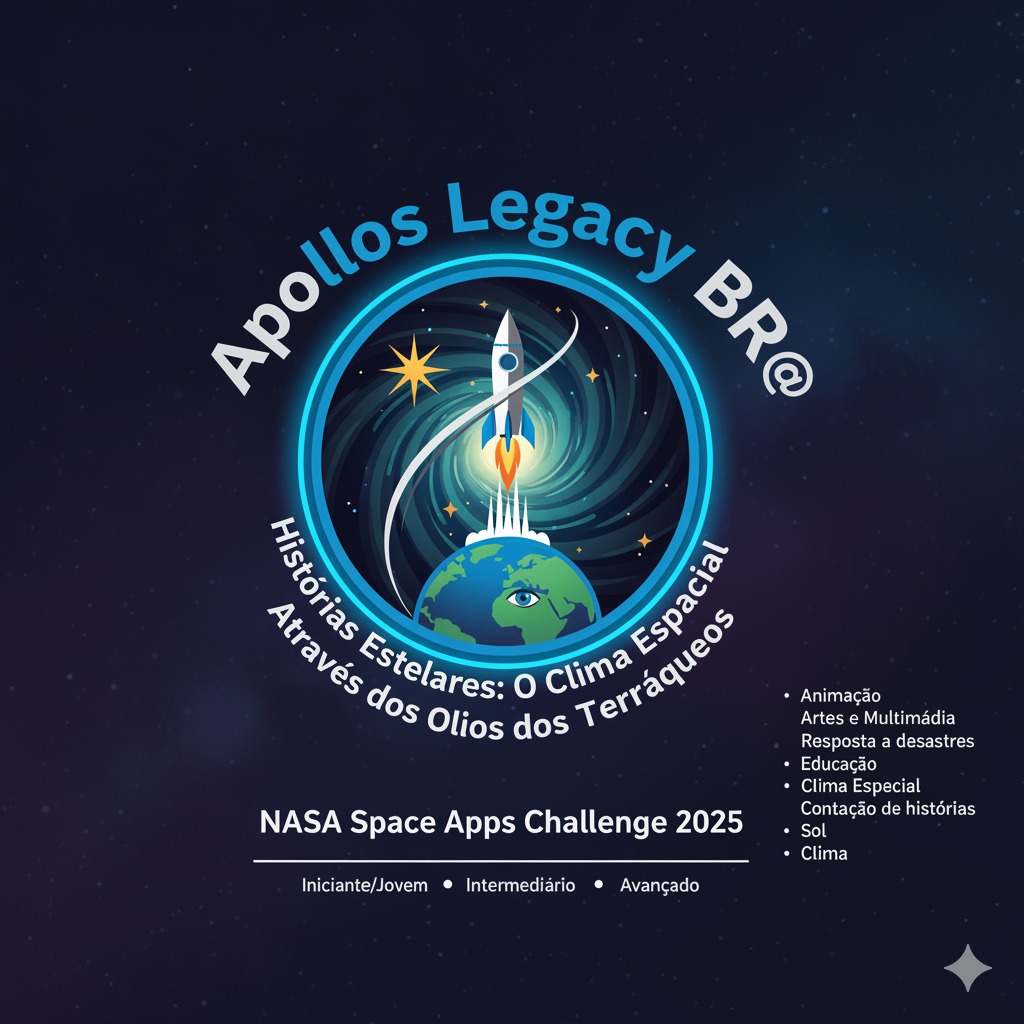 Apollos Legacy BR@
Histórias Estelares: O Clima Espacial
Através dos Olios dos Terráqueos
• Animação
Artes e Multimádia
Resposta a desastres
• Educação
• Clima Especial
Contação de histórias
• Sol
• Clima
NASA Space Apps Challenge 2025
Iniciante/Jovem • Intermediário • Avançado